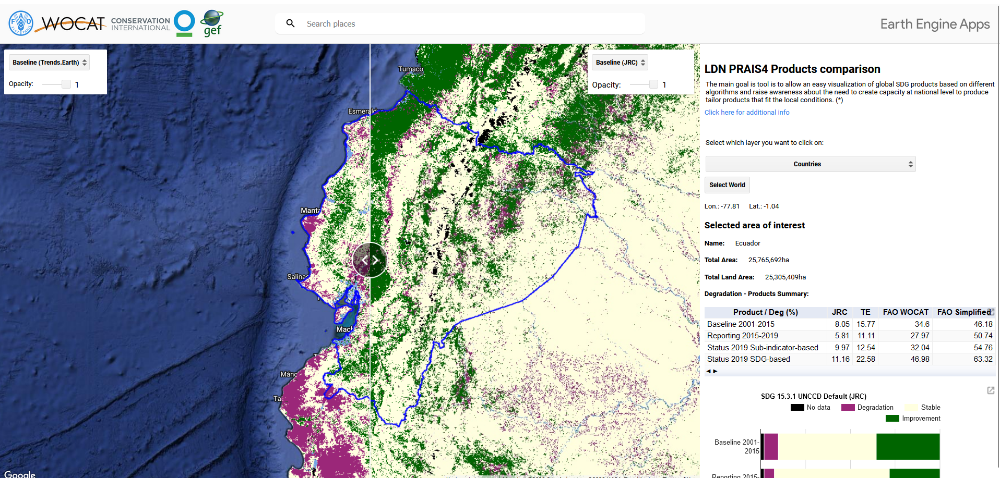 FAO
FIAT PANIS
WOCAT
CONSERVATION
INTERNATIONAL
gef
Search places
Earth Engine Apps
Baseline (Trends.Earth)
Opacity: 1
Baseline (JRC)
Opacity: 1
Tumaco
Esmerald
Manta
Salinas
Mach
Mánc
Ta
Google
LDN PRAIS4 Products comparison
The main goal is tool is to allow an easy visualization of global SDG products based on different
algorithms and raise awareness about the need to create capacity at national level to produce
tailor products that fit the local conditions. (*)
Click here for additional info
Select which layer you want to click on:
Countries
Select World
Lon.: -77.81 Lat.: -1.04
Selected area of interest
Name: Ecuador
Total Area: 25,765,692ha
Total Land Area: 25,305,409ha
Degradation - Products Summary:
Product / Deg (%) JRC TE FAO WOCAT FAO Simplified
Baseline 2001-2015 8.05 15.77 34.6 46.18
Reporting 2015-2019 5.81 11.11 27.97 50.74
Status 2019 Sub-indicator-based 9.97 12.54 32.04 54.76
Status 2019 SDG-based 11.16 22.58 46.98 63.32
SDG 15.3.1 UNCCD Default (JRC)
No data Degradation Stable
Improvement
Baseline 2001-
2015
Reporting 2015-